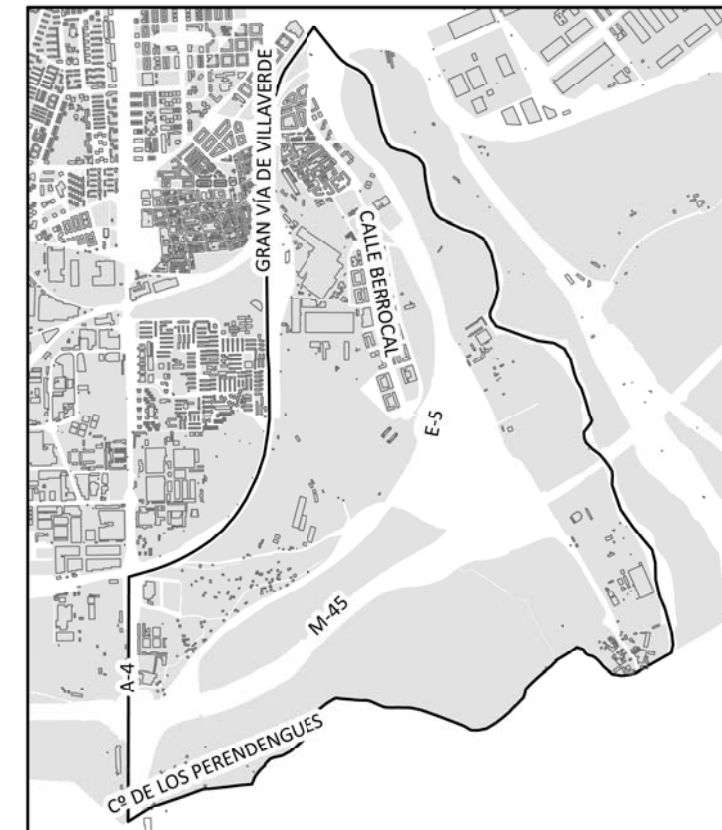 GRAN VÍA DE VILLAVERDE
CALLE BERROCAL
E-5
M-45
A-4
Cº DE LOS PERENDENGUES